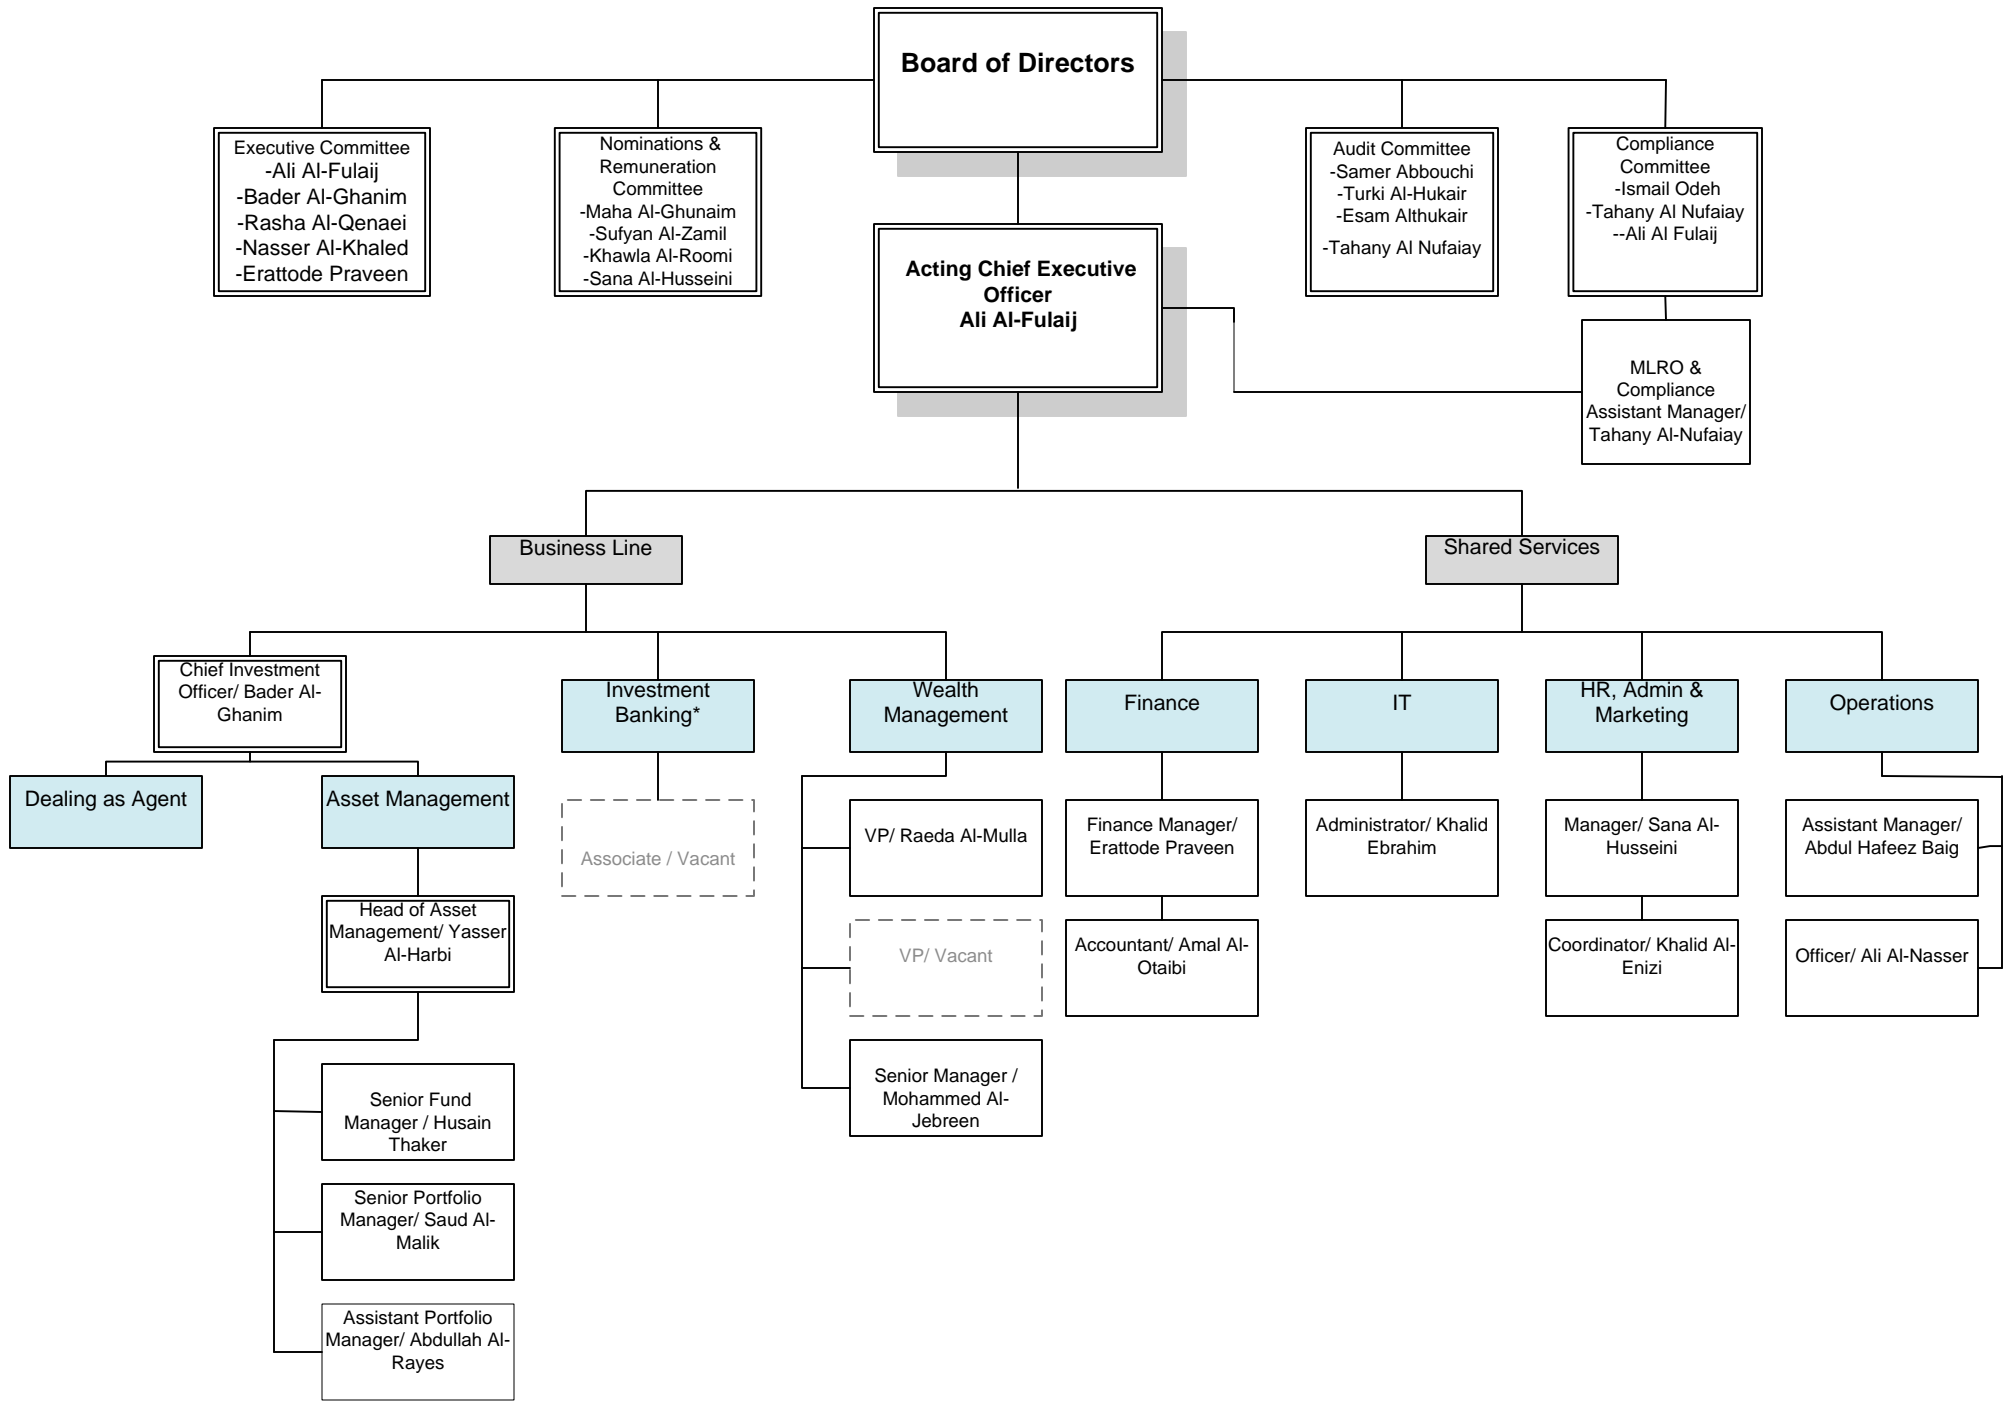 Board of Directors
Executive Committee
-Ali Al-Fulaij
-Bader Al-Ghanim
-Rasha Al-Qenaei
-Nasser Al-Khaled
-Erattode Praveen
Nominations &
Remuneration
Committee
-Maha Al-Ghunaim
-Sufyan Al-Zamil
-Khawla Al-Roomi
-Sana Al-Husseini
Audit Committee
-Samer Abbouchi
-Turki Al-Hukair
-Esam Althukair
-Tahany Al Nufaiay
Compliance
Committee
-Ismail Odeh
-Tahany Al Nufaiay
--Ali Al Fulaij
Acting Chief Executive
Officer
Ali Al-Fulaij
MLRO &
Compliance
Assistant Manager/
Tahany Al-Nufaiay
Business Line
Shared Services
Chief Investment
Officer/ Bader Al-
Ghanim
Investment
Banking*
Wealth
Management
Finance
IT
HR, Admin &
Marketing
Operations
Dealing as Agent
Asset Management
Associate / Vacant
VP/ Raeda Al-Mulla
Finance Manager/
Erattode Praveen
Administrator/ Khalid
Ebrahim
Manager/ Sana Al-
Husseini
Assistant Manager/
Abdul Hafeez Baig
Head of Asset
Management/ Yasser
Al-Harbi
VP/ Vacant
Accountant/ Amal Al-
Otaibi
Coordinator/ Khalid Al-
Enizi
Officer/ Ali Al-Nasser
Senior Manager /
Mohammed Al-
Jebreen
Senior Fund
Manager / Husain
Thaker
Senior Portfolio
Manager/ Saud Al-
Malik
Assistant Portfolio
Manager/ Abdullah Al-
Rayes